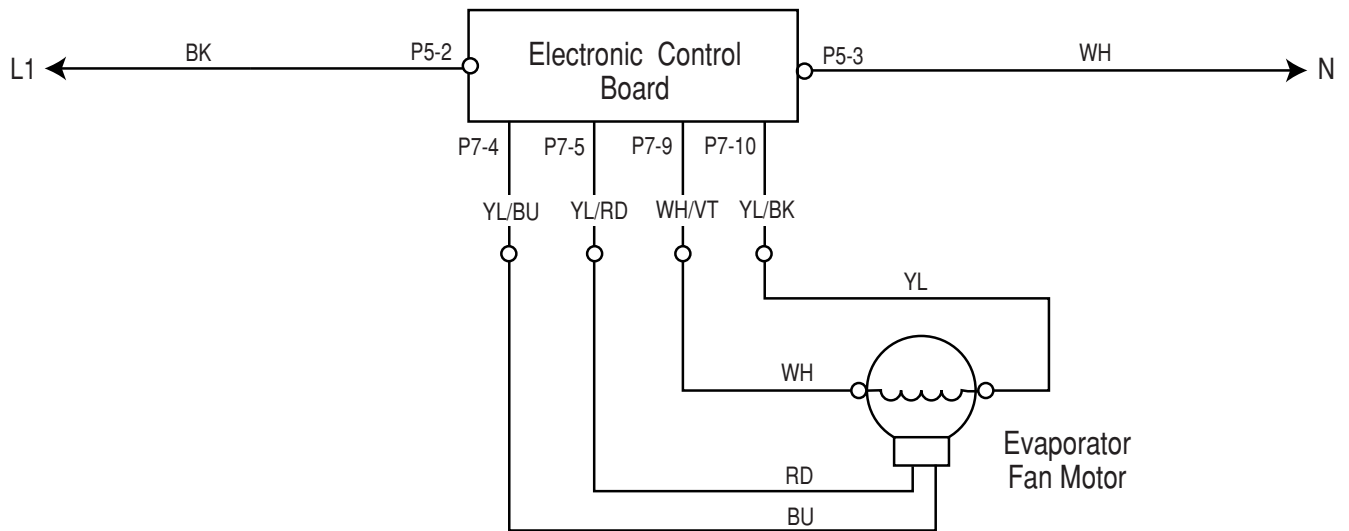 L1
BK
P5-2
Electronic Control
Board
P5-3
WH
N
P7-4
P7-5
P7-9
P7-10
YL/BU
YL/RD
WH/VT
YL/BK
YL
WH
Evaporator
Fan Motor
RD
BU